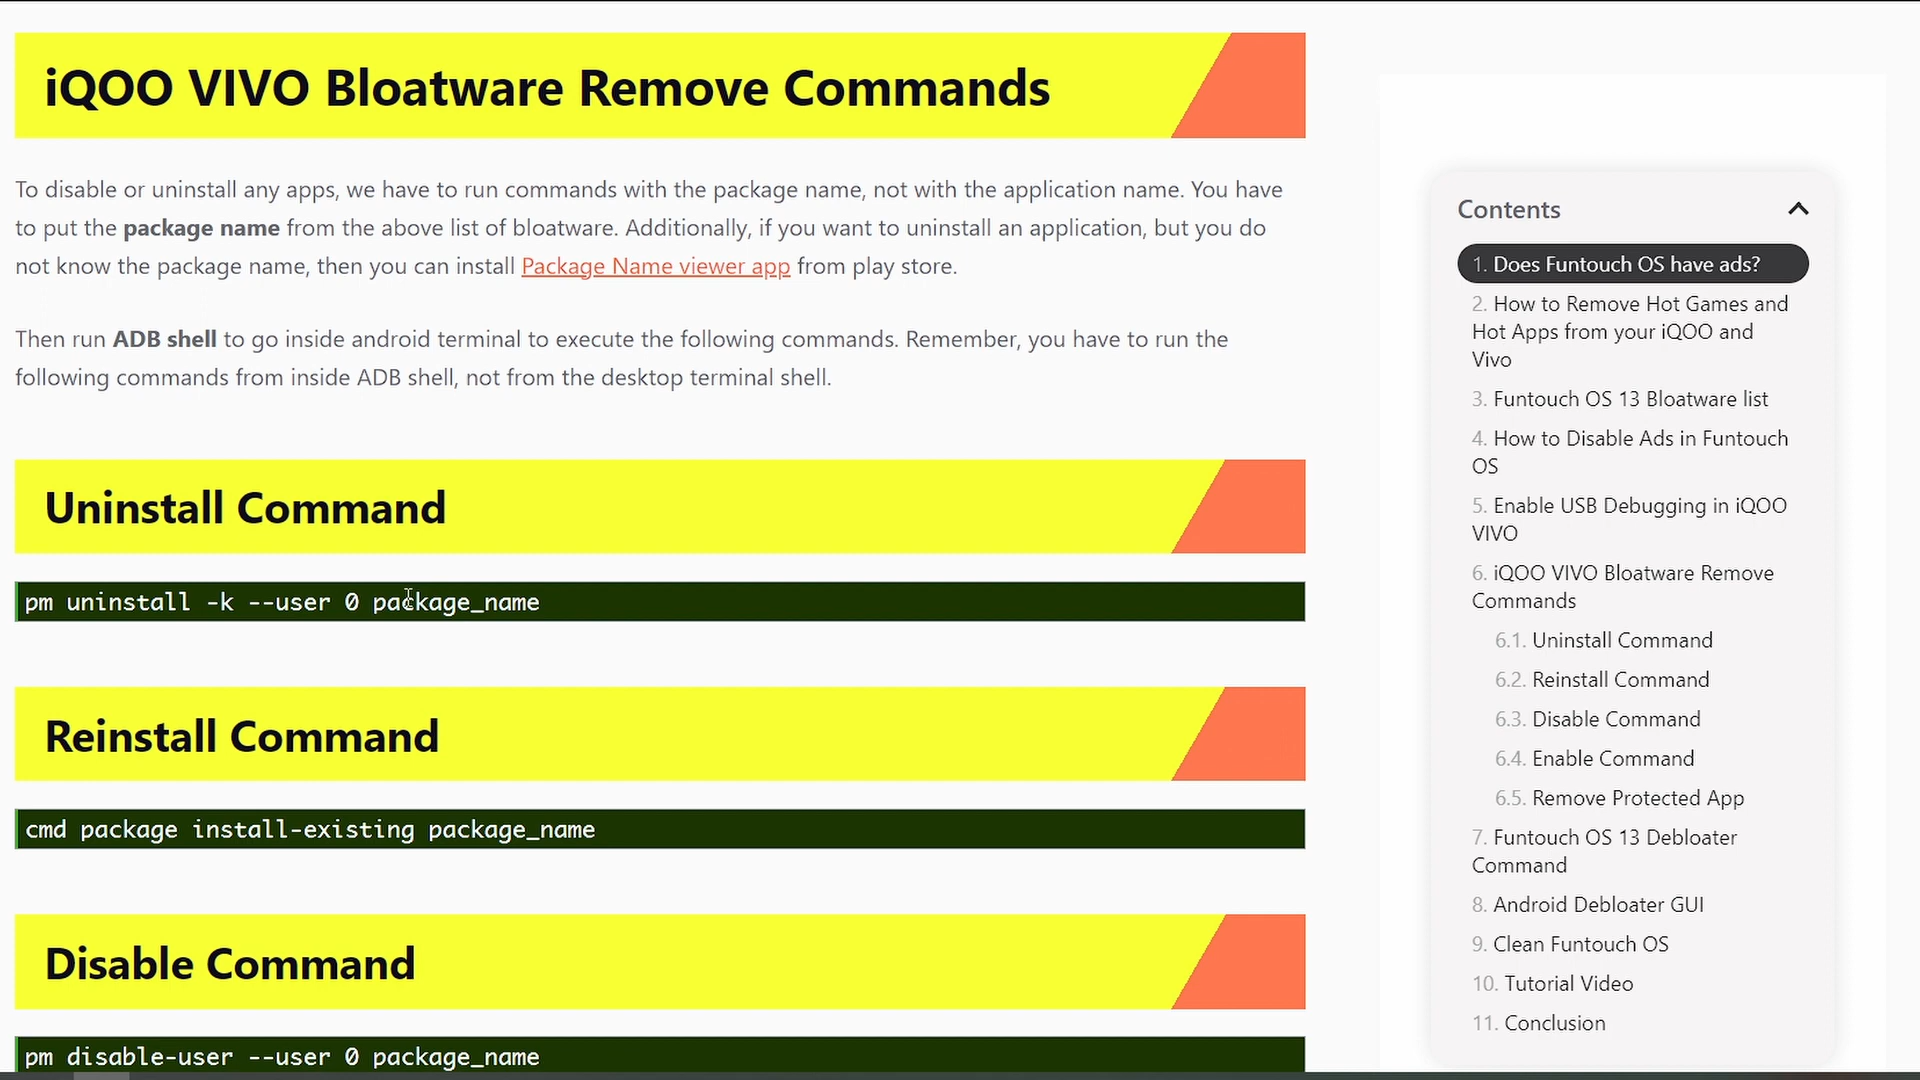 iQOO VIVO Bloatware Remove Commands
To disable or uninstall any apps, we have to run commands with the package name, not with the application name. You have
to put the package name from the above list of bloatware. Additionally, if you want to uninstall an application, but you do
not know the package name, then you can install Package Name viewer app from play store.
Then run ADB shell to go inside android terminal to execute the following commands. Remember, you have to run the
following commands from inside ADB shell, not from the desktop terminal shell.
Uninstall Command
pm uninstall -k --user 0 package_name
Reinstall Command
cmd package install-existing package_name
Disable Command
pm disable-user --user 0 package_name
Contents
1. Does Funtouch OS have ads?
2. How to Remove Hot Games and
Hot Apps from your iQOO and
Vivo
3. Funtouch OS 13 Bloatware list
4. How to Disable Ads in Funtouch
OS
5. Enable USB Debugging in iQOO
VIVO
6. iQOO VIVO Bloatware Remove
Commands
6.1. Uninstall Command
6.2. Reinstall Command
6.3. Disable Command
6.4. Enable Command
6.5. Remove Protected App
7. Funtouch OS 13 Debloater
Command
8. Android Debloater GUI
9. Clean Funtouch OS
10. Tutorial Video
11. Conclusion